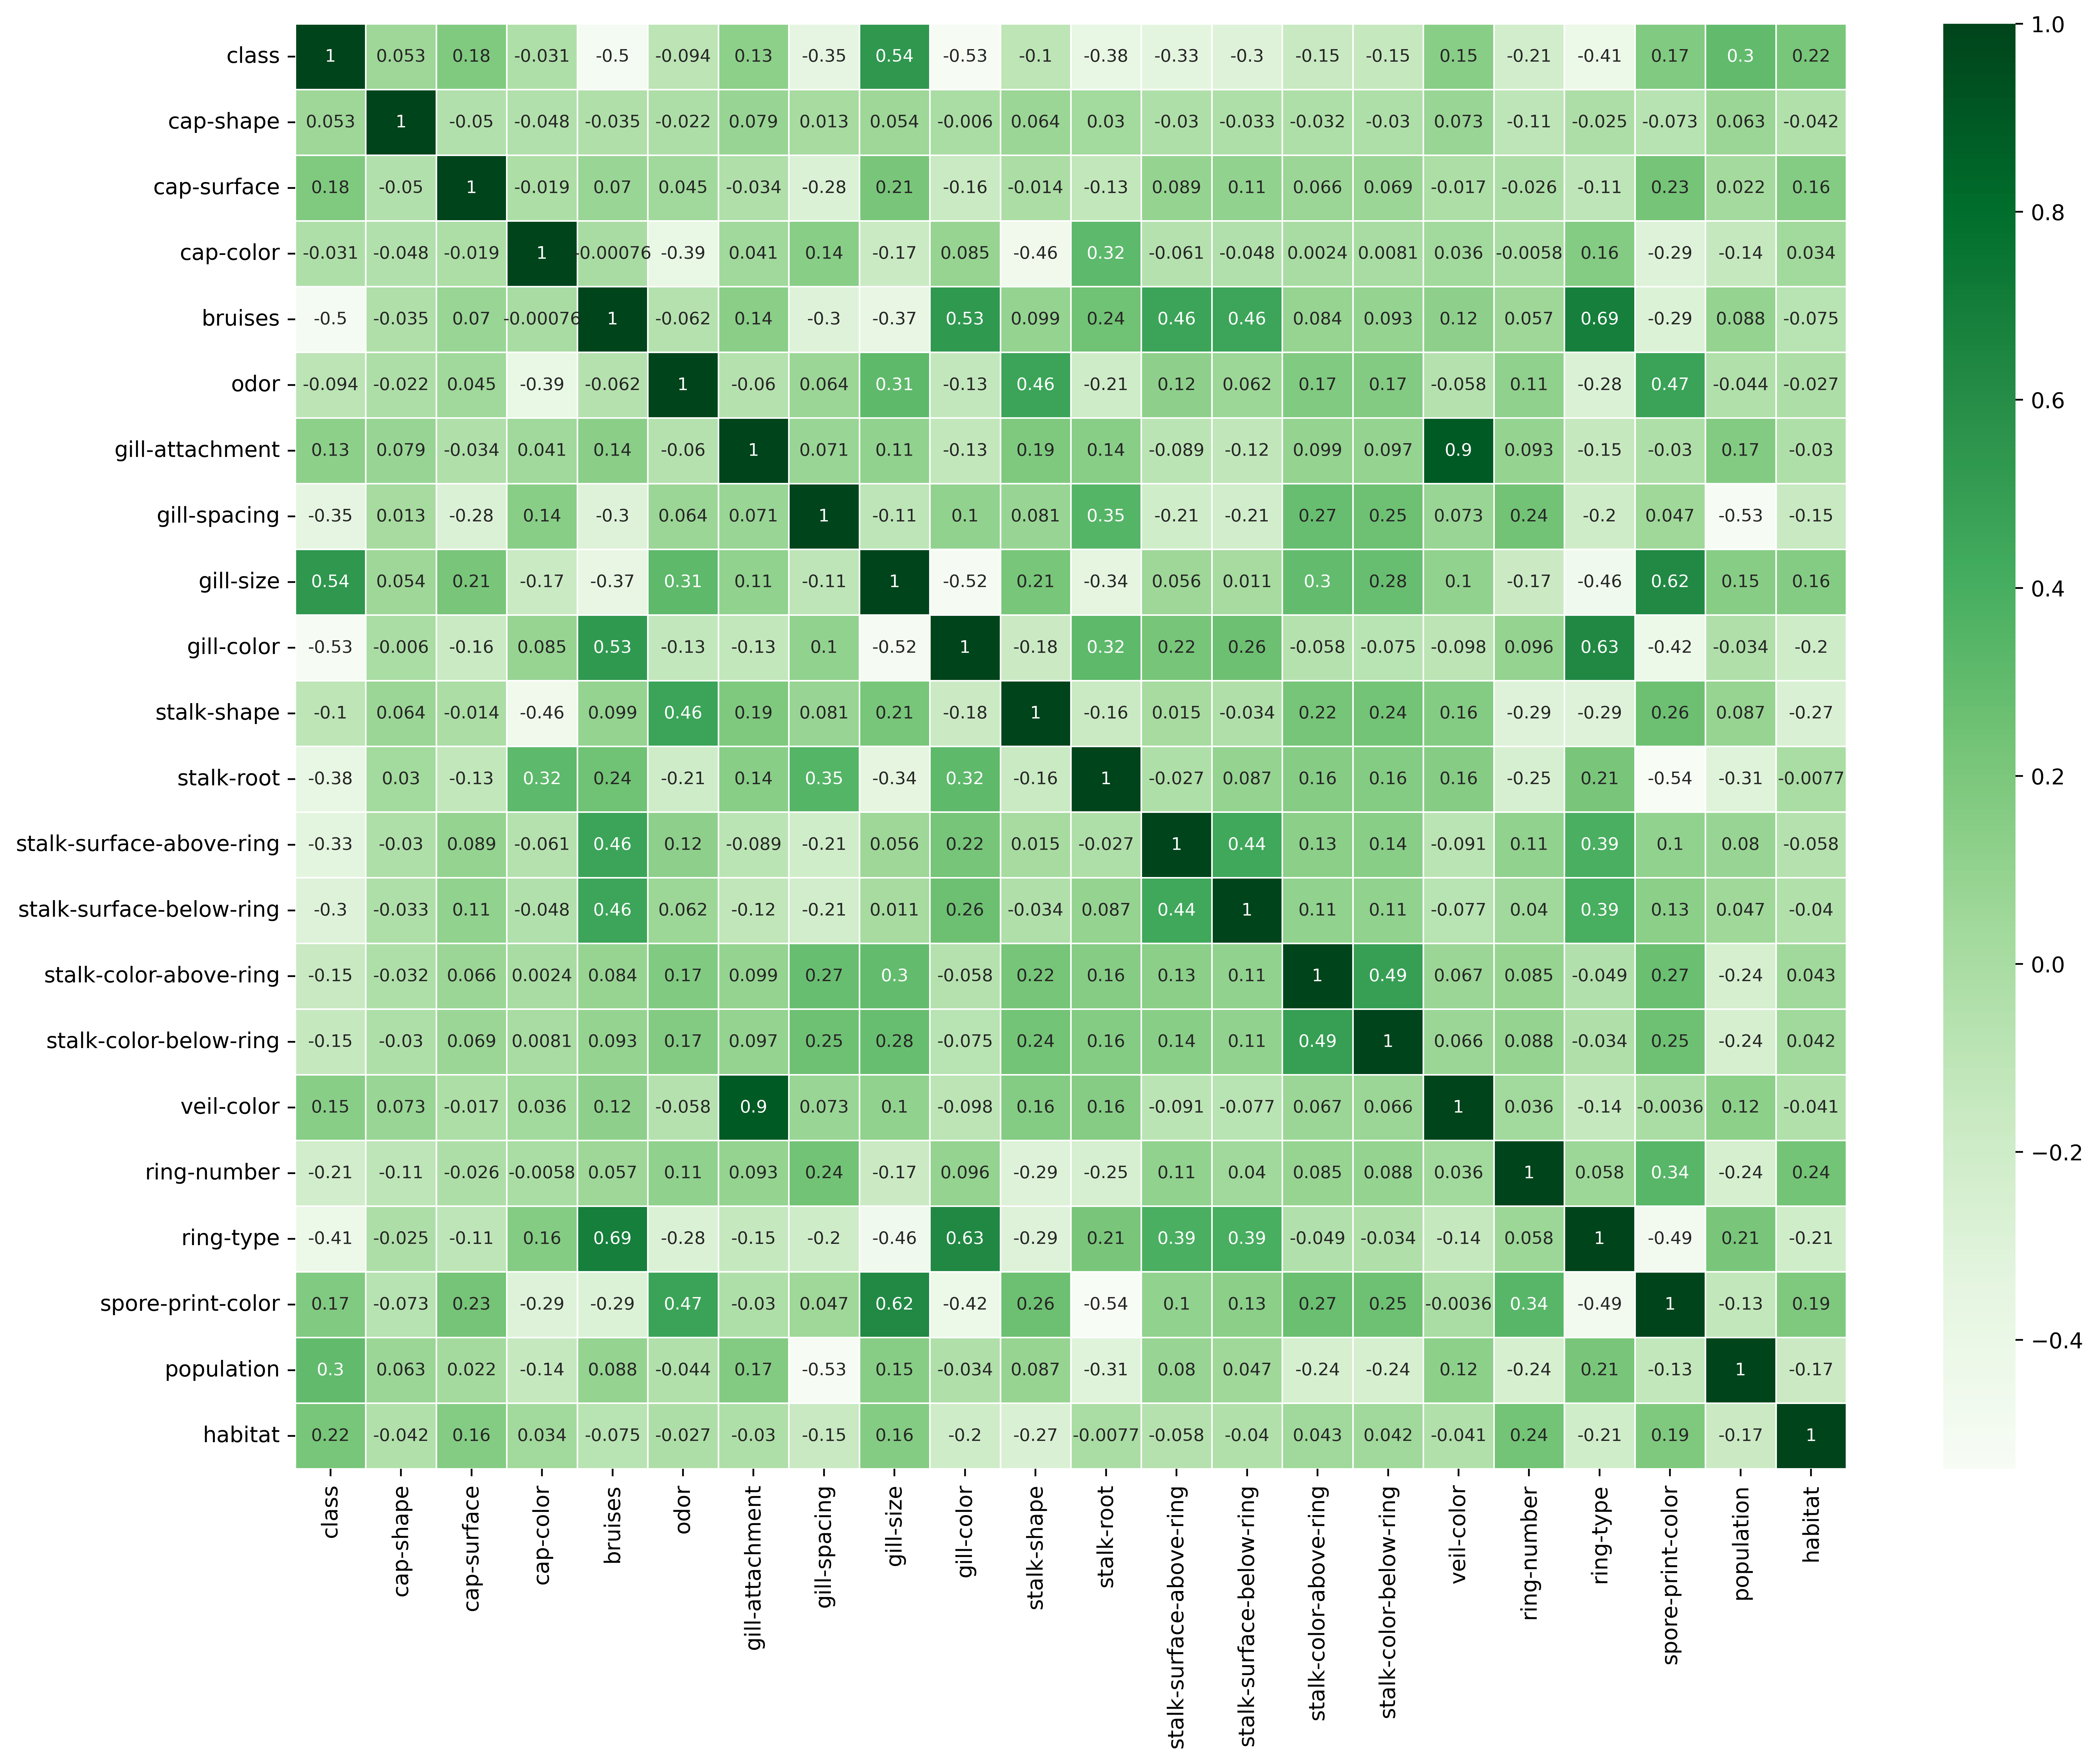 class 1 0.053 0.18 -0.031 -0.5 -0.094 0.13 -0.35 0.54 -0.53 -0.1 -0.38 -0.33 -0.3 -0.15 -0.15 0.15 -0.21 -0.41 0.17 0.3 0.22
cap-shape 0.053 1 -0.05 -0.048 -0.035 -0.022 0.079 0.013 0.054 -0.006 0.064 0.03 -0.03 -0.033 -0.032 -0.03 0.073 -0.11 -0.025 -0.073 0.063 -0.042
cap-surface 0.18 -0.05 1 -0.019 0.07 0.045 -0.034 -0.28 0.21 -0.16 -0.014 -0.13 0.089 0.11 0.066 0.069 -0.017 -0.026 -0.11 0.23 0.022 0.16
cap-color -0.031 -0.048 -0.019 1 -0.00076 -0.39 0.041 0.14 -0.17 0.085 -0.46 0.32 -0.061 -0.048 0.0024 0.0081 0.036 -0.0058 0.16 -0.29 -0.14 0.034
bruises -0.5 -0.035 0.07 -0.00076 1 -0.062 0.14 -0.3 -0.37 0.53 0.099 0.24 0.46 0.46 0.084 0.093 0.12 0.057 0.69 -0.29 0.088 -0.075
odor -0.094 -0.022 0.045 -0.39 -0.062 1 -0.06 0.064 0.31 -0.13 0.46 -0.21 0.12 0.062 0.17 0.17 -0.058 0.11 -0.28 0.47 -0.044 -0.027
gill-attachment 0.13 0.079 -0.034 0.041 0.14 -0.06 1 0.071 0.11 -0.13 0.19 0.14 -0.089 -0.12 0.099 0.097 0.9 0.093 -0.15 -0.03 0.17 -0.03
gill-spacing -0.35 0.013 -0.28 0.14 -0.3 0.064 0.071 1 -0.11 0.1 0.081 0.35 -0.21 -0.21 0.27 0.25 0.073 0.24 -0.2 0.047 -0.53 -0.15
gill-size 0.54 0.054 0.21 -0.17 -0.37 0.31 0.11 -0.11 1 -0.52 0.21 -0.34 0.056 0.011 0.3 0.28 0.1 -0.17 -0.46 0.62 0.15 0.16
gill-color -0.53 -0.006 -0.16 0.085 0.53 -0.13 -0.13 0.1 -0.52 1 -0.18 0.32 0.22 0.26 -0.058 -0.075 -0.098 0.096 0.63 -0.42 -0.034 -0.2
stalk-shape -0.1 0.064 -0.014 -0.46 0.099 0.46 0.19 0.081 0.21 -0.18 1 -0.16 0.015 -0.034 0.22 0.24 0.16 -0.29 -0.29 0.26 0.087 -0.27
stalk-root -0.38 0.03 -0.13 0.32 0.24 -0.21 0.14 0.35 -0.34 0.32 -0.16 1 -0.027 0.087 0.16 0.16 0.16 -0.25 0.21 -0.54 -0.31 -0.0077
stalk-surface-above-ring -0.33 -0.03 0.089 -0.061 0.46 0.12 -0.089 -0.21 0.056 0.22 0.015 -0.027 1 0.44 0.13 0.14 -0.091 0.11 0.39 0.1 0.08 -0.058
stalk-surface-below-ring -0.3 -0.033 0.11 -0.048 0.46 0.062 -0.12 -0.21 0.011 0.26 -0.034 0.087 0.44 1 0.11 0.11 -0.077 0.04 0.39 0.13 0.047 -0.04
stalk-color-above-ring -0.15 -0.032 0.066 0.0024 0.084 0.17 0.099 0.27 0.3 -0.058 0.22 0.16 0.13 0.11 1 0.49 0.067 0.085 -0.049 0.27 -0.24 0.043
stalk-color-below-ring -0.15 -0.03 0.069 0.0081 0.093 0.17 0.097 0.25 0.28 -0.075 0.24 0.16 0.14 0.11 0.49 1 0.066 0.088 -0.034 0.25 -0.24 0.042
veil-color 0.15 0.073 -0.017 0.036 0.12 -0.058 0.9 0.073 0.1 -0.098 0.16 0.16 -0.091 -0.077 0.067 0.066 1 0.036 -0.14 -0.0036 0.12 -0.041
ring-number -0.21 -0.11 -0.026 -0.0058 0.057 0.11 0.093 0.24 -0.17 0.096 -0.29 -0.25 0.11 0.04 0.085 0.088 0.036 1 0.058 0.34 -0.24 0.24
ring-type -0.41 -0.025 -0.11 0.16 0.69 -0.28 -0.15 -0.2 -0.46 0.63 -0.29 0.21 0.39 0.39 -0.049 -0.034 -0.14 0.058 1 -0.49 0.21 -0.21
spore-print-color 0.17 -0.073 0.23 -0.29 -0.29 0.47 -0.03 0.047 0.62 -0.42 0.26 -0.54 0.1 0.13 0.27 0.25 -0.0036 0.34 -0.49 1 -0.13 0.19
population 0.3 0.063 0.022 -0.14 0.088 -0.044 0.17 -0.53 0.15 -0.034 0.087 -0.31 0.08 0.047 -0.24 -0.24 0.12 -0.24 0.21 -0.13 1 -0.17
habitat 0.22 -0.042 0.16 0.034 -0.075 -0.027 -0.03 -0.15 0.16 -0.2 -0.27 -0.0077 -0.058 -0.04 0.043 0.042 -0.041 0.24 -0.21 0.19 -0.17 1
class
cap-shape
cap-surface
cap-color
bruises
odor
gill-attachment
gill-spacing
gill-size
gill-color
stalk-shape
stalk-root
stalk-surface-above-ring
stalk-surface-below-ring
stalk-color-above-ring
stalk-color-below-ring
veil-color
ring-number
ring-type
spore-print-color
population
habitat
1.0
0.8
0.6
0.4
0.2
0.0
−0.2
−0.4